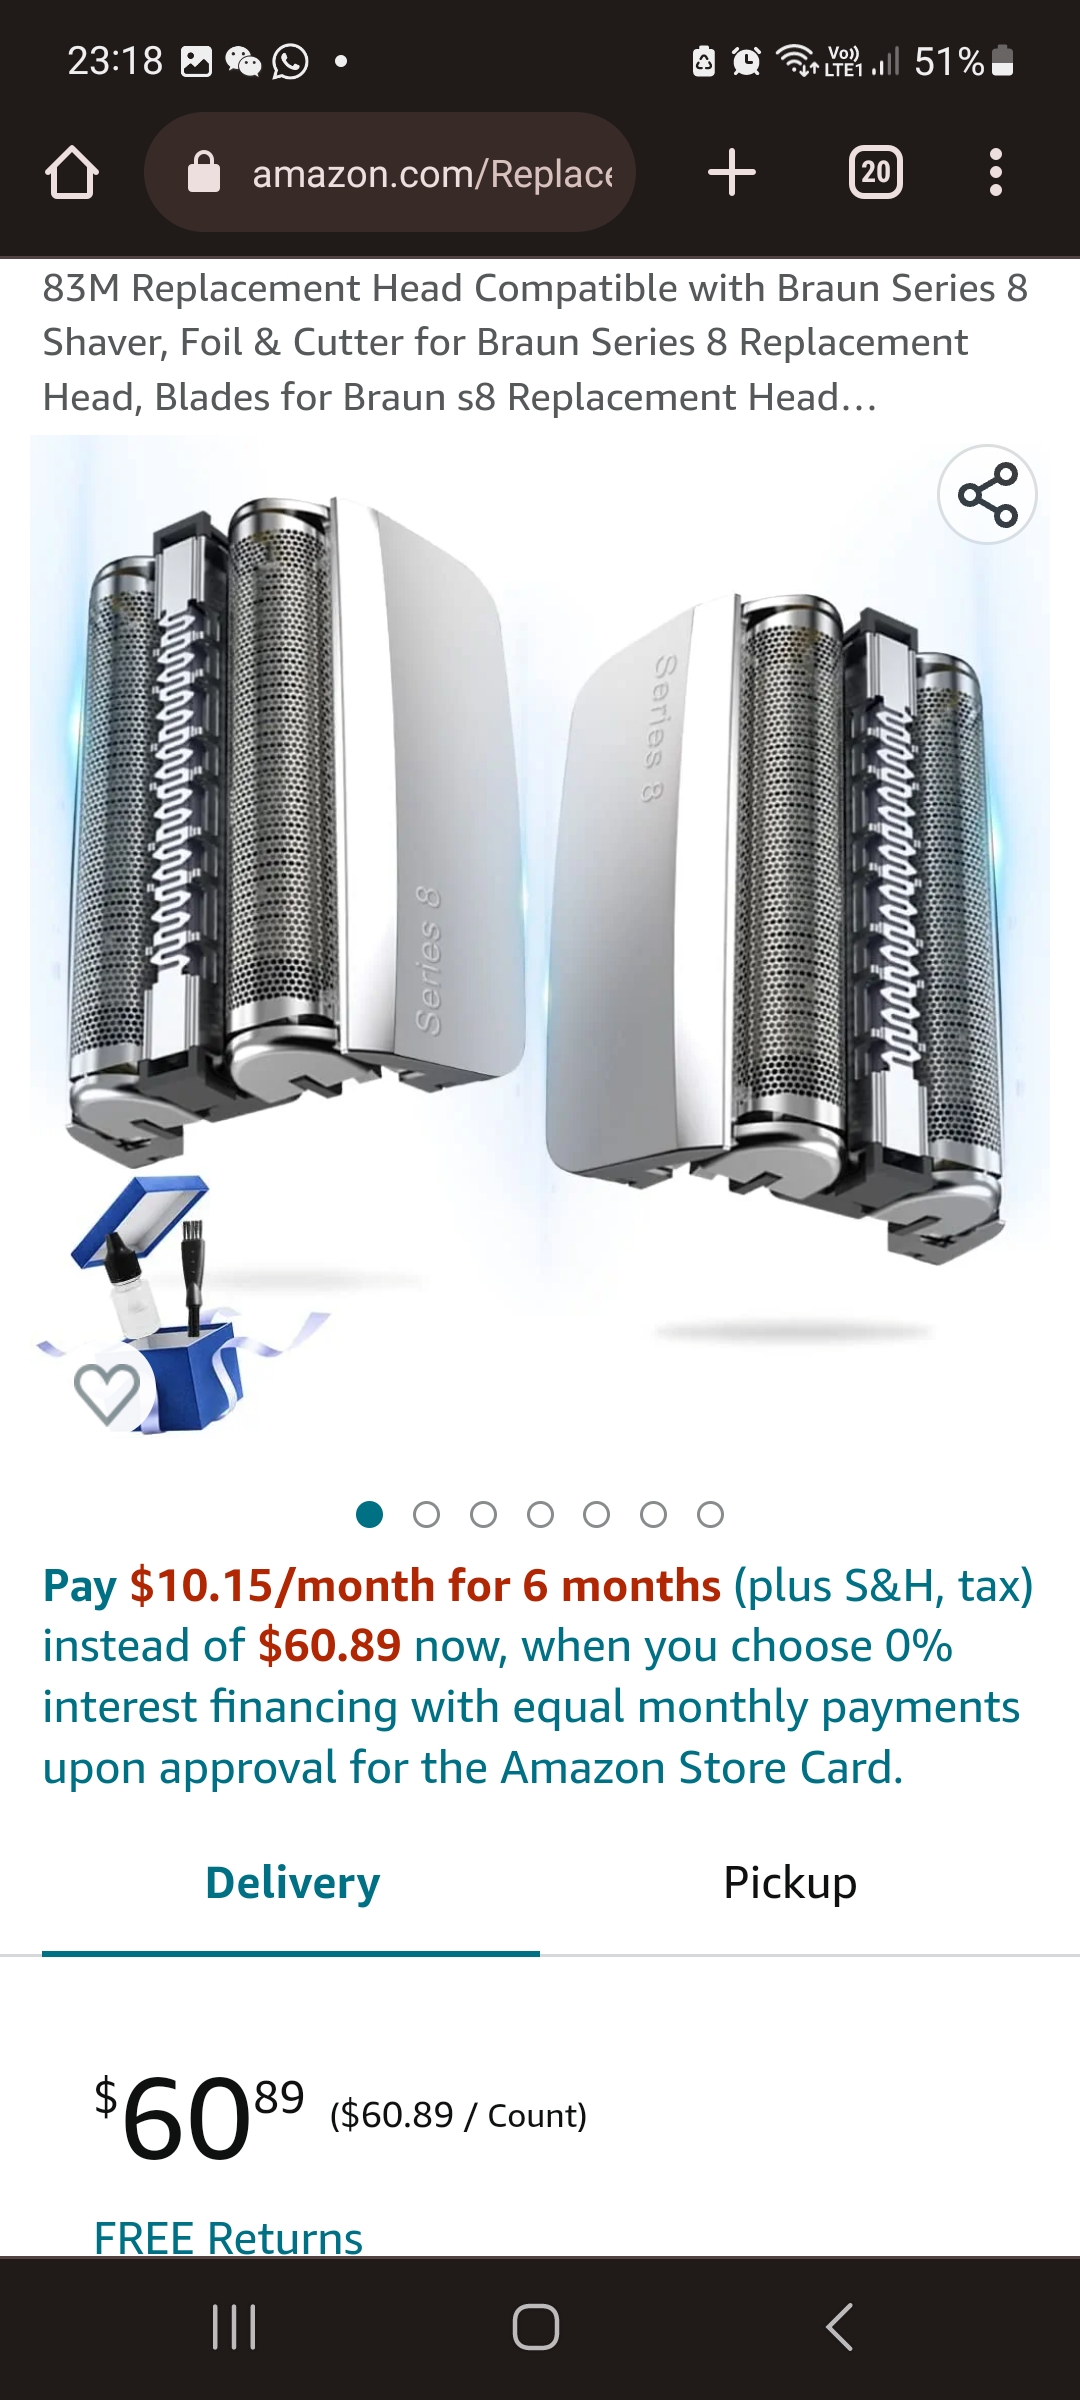 23:18 Vo)) LTE1 51%
amazon.com/Replace 20
83M Replacement Head Compatible with Braun Series 8
Shaver, Foil & Cutter for Braun Series 8 Replacement
Head, Blades for Braun s8 Replacement Head...
Series 8
Series 8
Pay $10.15/month for 6 months (plus S&H, tax)
instead of $60.89 now, when you choose 0%
interest financing with equal monthly payments
upon approval for the Amazon Store Card.
Delivery Pickup
$60 89 ($60.89 / Count)
FREE Returns